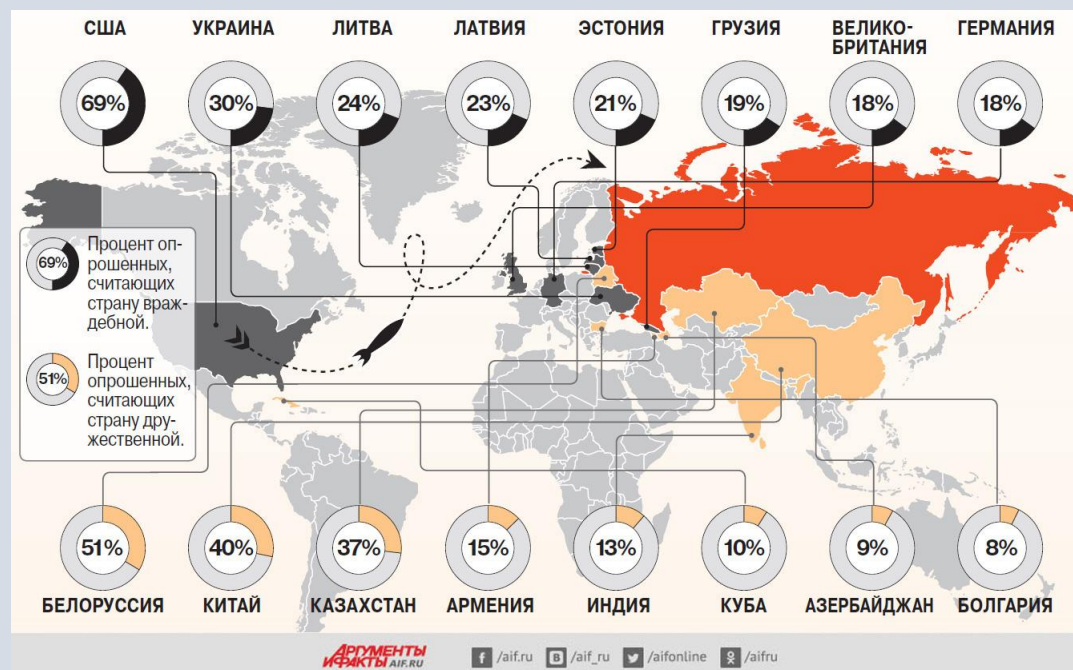 США
УКРАИНА
ЛИТВА
ЛАТВИЯ
ЭСТОНИЯ
ГРУЗИЯ
ВЕЛИКО-
БРИТАНИЯ
ГЕРМАНИЯ
69%
30%
24%
23%
21%
19%
18%
18%
69%
Процент оп-
рошенных,
считающих
страну враж-
дебной.
51%
Процент
опрошенных,
считающих
страну дру-
жественной.
51%
40%
37%
15%
13%
10%
9%
8%
БЕЛОРУССИЯ
КИТАЙ
КАЗАХСТАН
АРМЕНИЯ
ИНДИЯ
КУБА
АЗЕРБАЙДЖАН
БОЛГАРИЯ
АРГУМЕНТЫ
И ФАКТЫ AIF.RU
f /aif.ru
B /aif_ru
/aifonline
/aifru